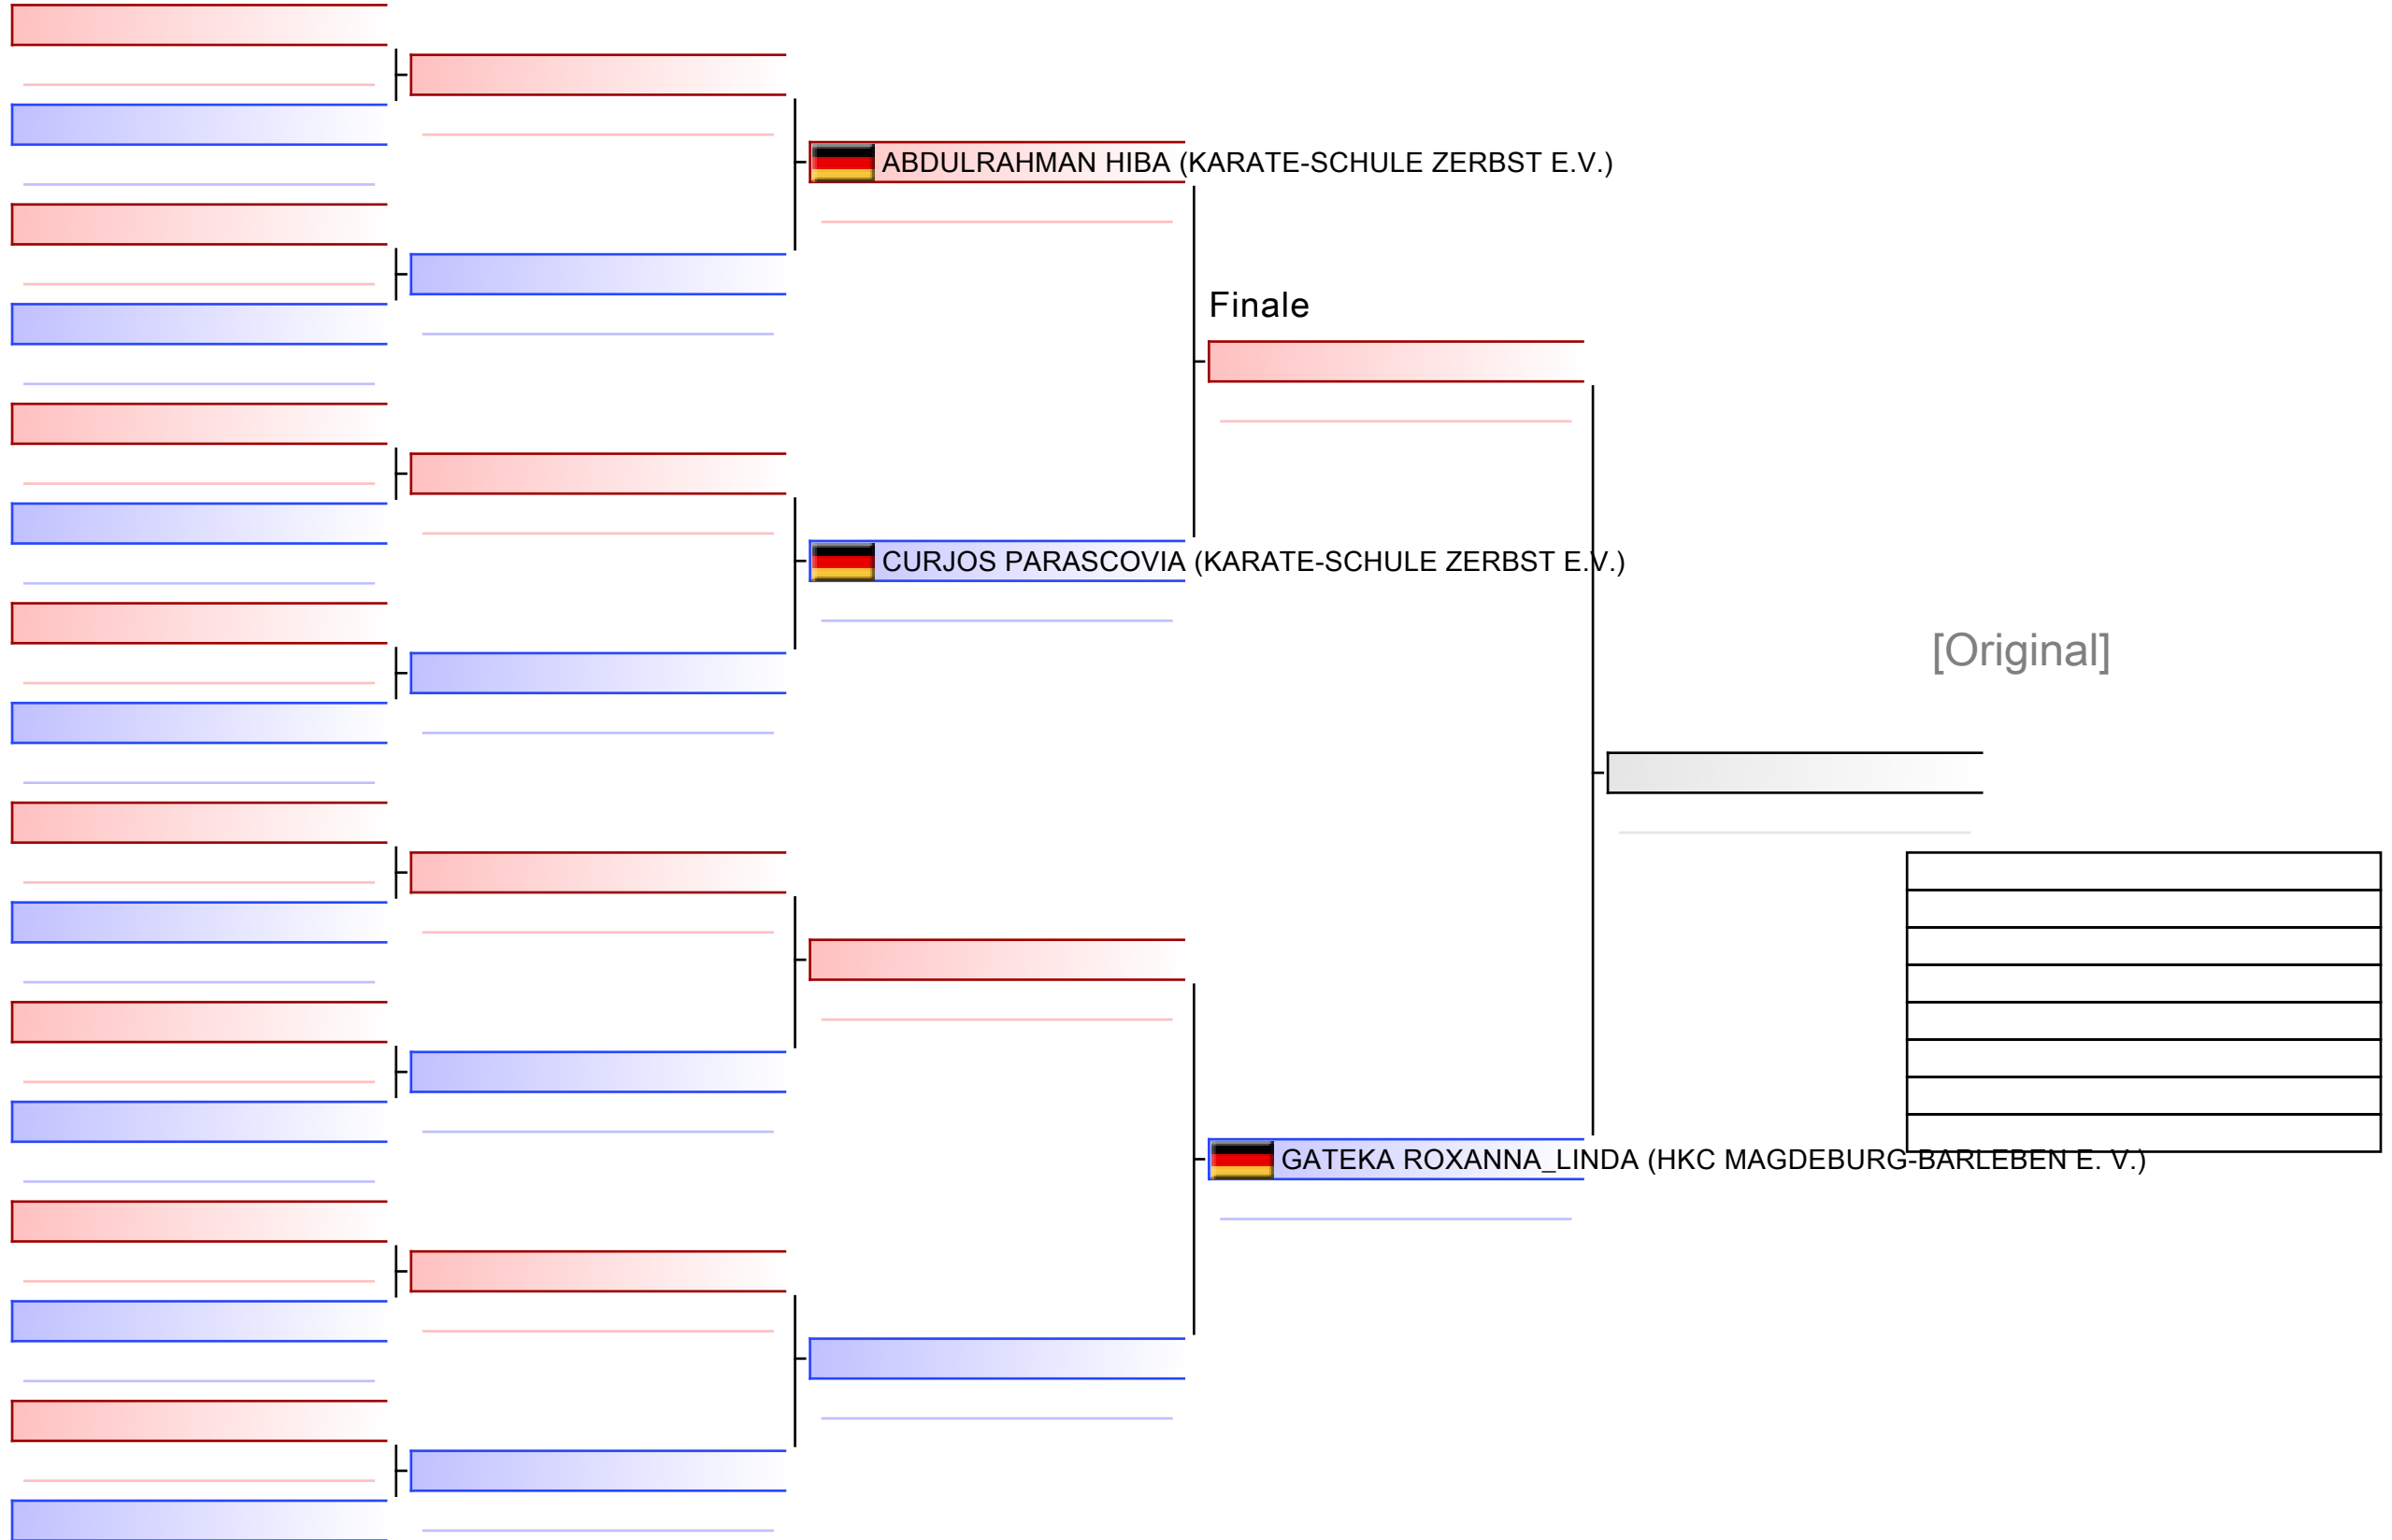 ABDULRAHMAN HIBA (KARATE-SCHULE ZERBST E.V.)
Finale
CURJOS PARASCOVIA (KARATE-SCHULE ZERBST E.V.)
[Original]
GATEKA ROXANNA_LINDA (HKC MAGDEBURG-BARLEBEN E. V.)